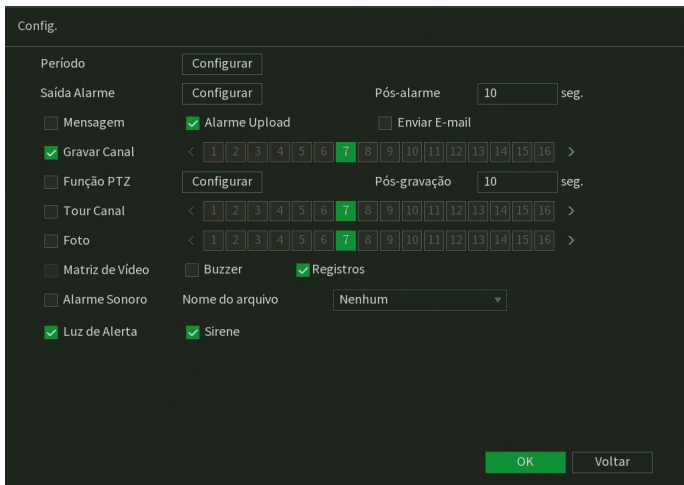 Config.
Período Configurar
Saída Alarme Configurar Pós-alarme 10 seg.
Mensagem Alarme Upload Enviar E-mail
Gravar Canal < 1 2 3 4 5 6 7 8 9 10 11 12 13 14 15 16 >
Função PTZ Configurar Pós-gravação 10 seg.
Tour Canal < 1 2 3 4 5 6 7 8 9 10 11 12 13 14 15 16 >
Foto < 1 2 3 4 5 6 7 8 9 10 11 12 13 14 15 16 >
Matriz de Vídeo Buzzer Registros
Alarme Sonoro Nome do arquivo Nenhum
Luz de Alerta Sirene
OK Voltar